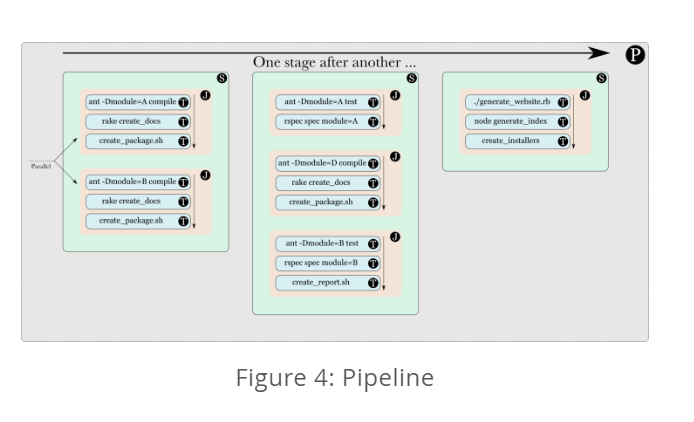 One stage after another ...
P
S
J
ant -Dmodule=A compile T
rake create_docs T
create_package.sh T
Parallel
J
ant -Dmodule=B compile T
rake create_docs T
create_package.sh T
S
J
ant -Dmodule=A test T
rspec spec module=A T
J
ant -Dmodule=D compile T
rake create_docs T
create_package.sh T
J
ant -Dmodule=B test T
rspec spec module=B T
create_report.sh T
S
J
./generate_website.rb T
node generate_index T
create_installers T
Figure 4: Pipeline